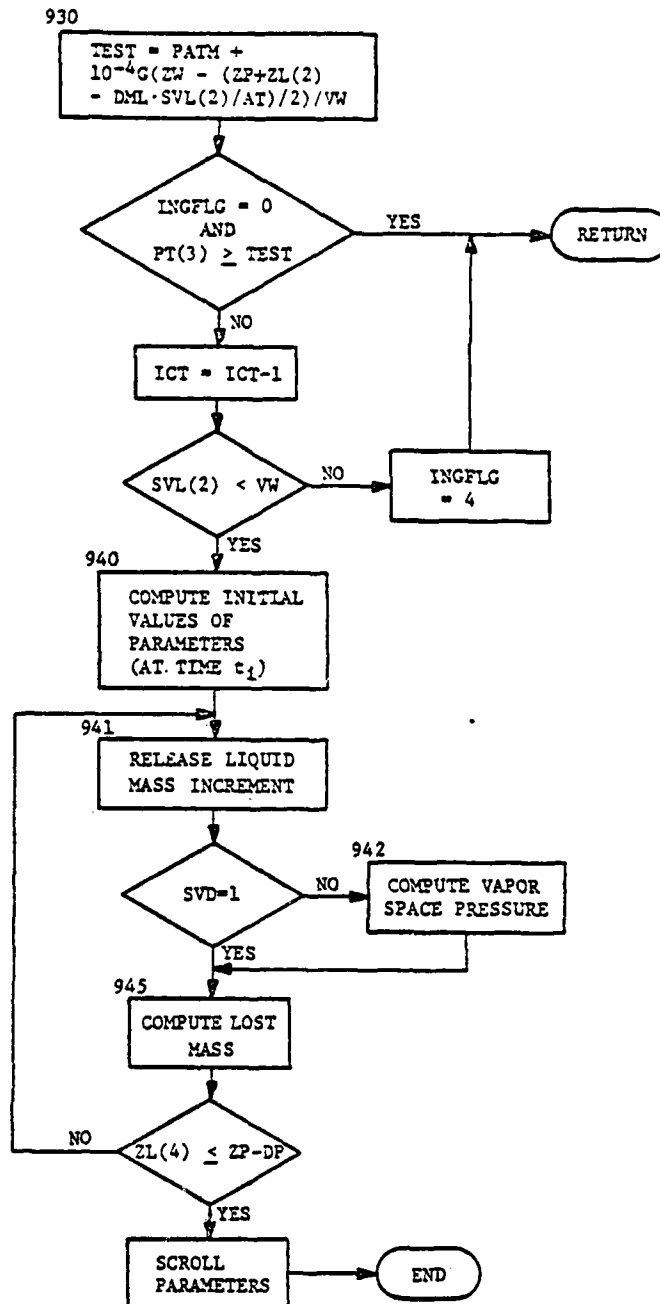 930
TEST = PATM +
10⁻⁴G(ZW - (ZP+ZL(2)
- DML·SVL(2)/AT)/2)/VW
INGFLG = 0
AND
PT(3) ≥ TEST
YES
RETURN
NO
ICT = ICT-1
SVL(2) < VW
NO
INGFLG
= 4
YES
940
COMPUTE INITIAL
VALUES OF
PARAMETERS
(AT TIME t₁)
941
RELEASE LIQUID
MASS INCREMENT
SVD=1
NO
942
COMPUTE VAPOR
SPACE PRESSURE
YES
945
COMPUTE LOST
MASS
NO
ZL(4) ≤ ZP-DP
YES
SCROLL
PARAMETERS
END